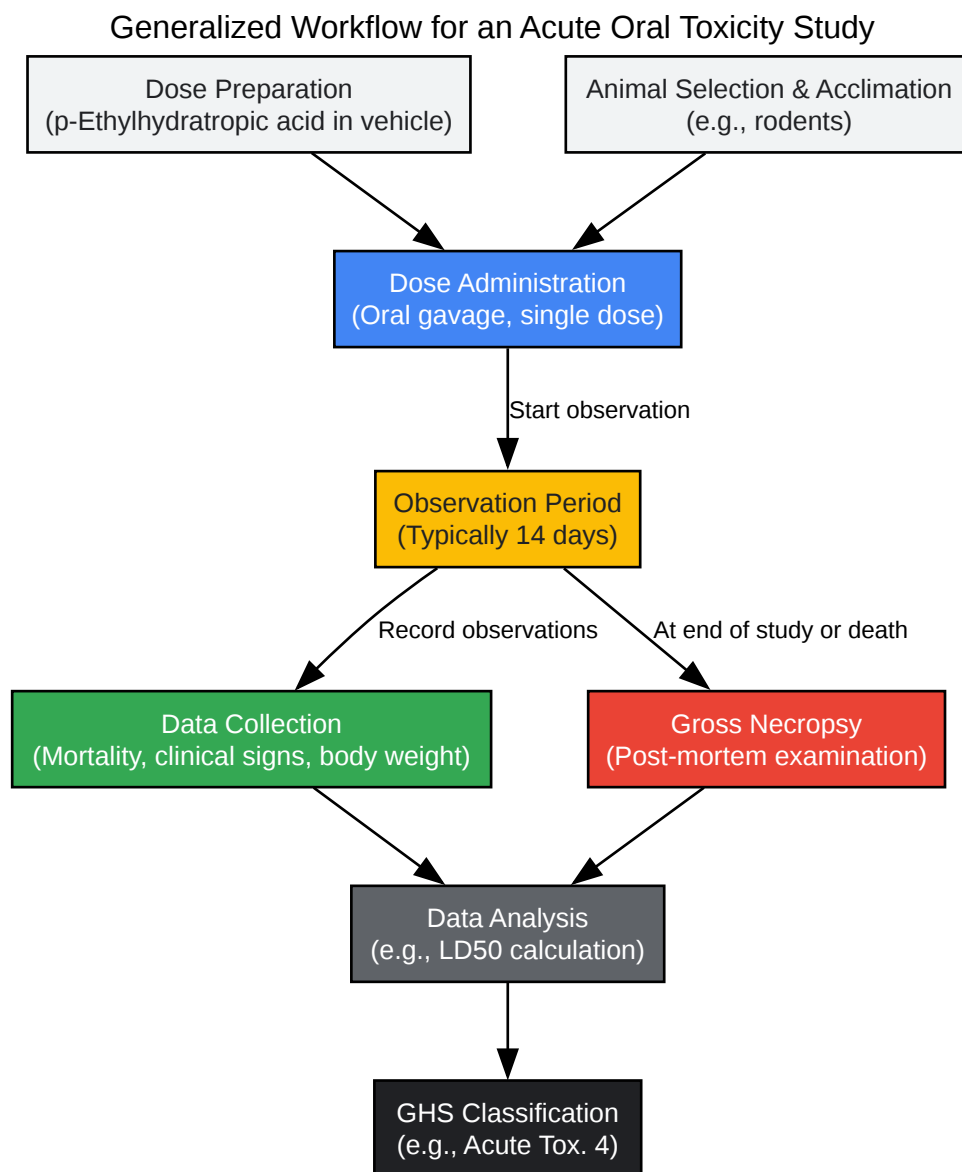 Generalized Workflow for an Acute Oral Toxicity Study
Dose Preparation
(p-Ethylhydratropic acid in vehicle)
Animal Selection & Acclimation
(e.g., rodents)
Dose Administration
(Oral gavage, single dose)
Start observation
Observation Period
(Typically 14 days)
Record observations
At end of study or death
Data Collection
(Mortality, clinical signs, body weight)
Gross Necropsy
(Post-mortem examination)
Data Analysis
(e.g., LD50 calculation)
GHS Classification
(e.g., Acute Tox. 4)